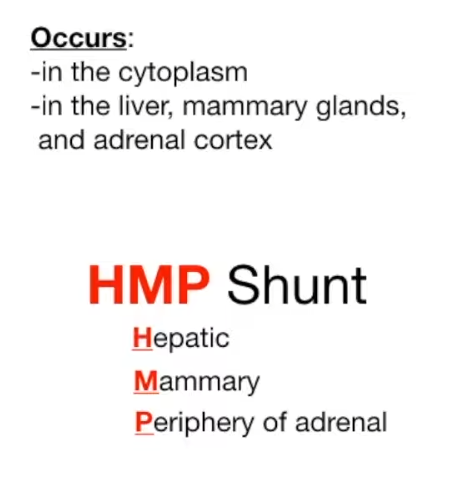 Occurs:
-in the cytoplasm
-in the liver, mammary glands,
and adrenal cortex
HMP Shunt
Hepatic
Mammary
Periphery of adrenal